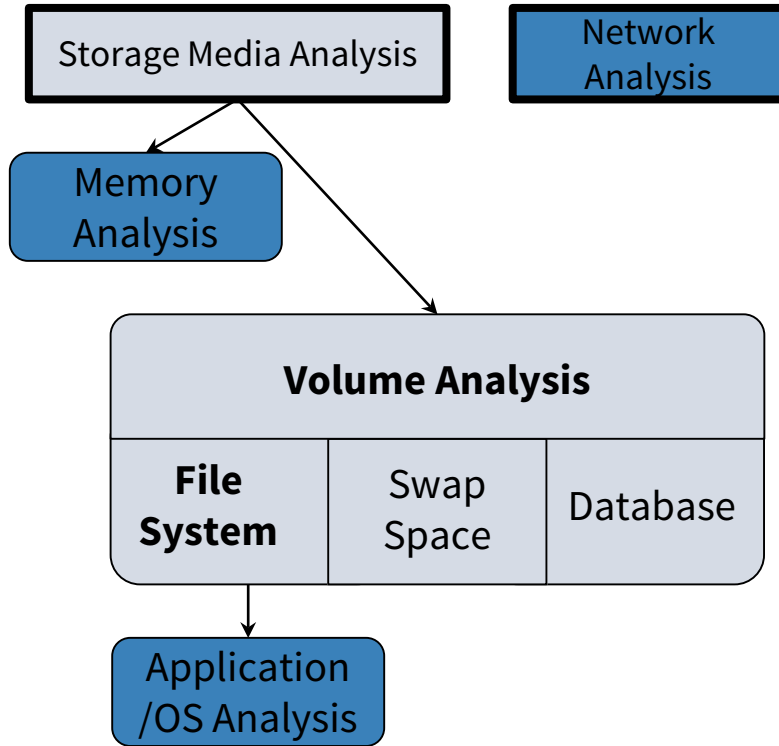 Storage Media Analysis
Network
Analysis
Memory
Analysis
Volume Analysis
File
System
Swap
Space
Database
Application
/OS Analysis